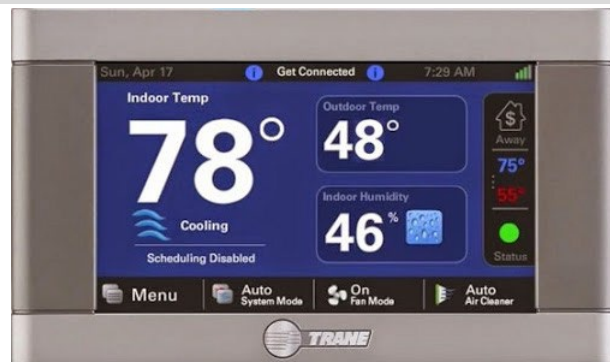 Sun, Apr 17
Get Connected
7:29 AM
Indoor Temp
78°
Cooling
Scheduling Disabled
Outdoor Temp
48°
Indoor Humidity
46%
$
Away
75°
55°
Status
Menu
Auto
System Mode
On
Fan Mode
Auto
Air Cleaner
TRANE